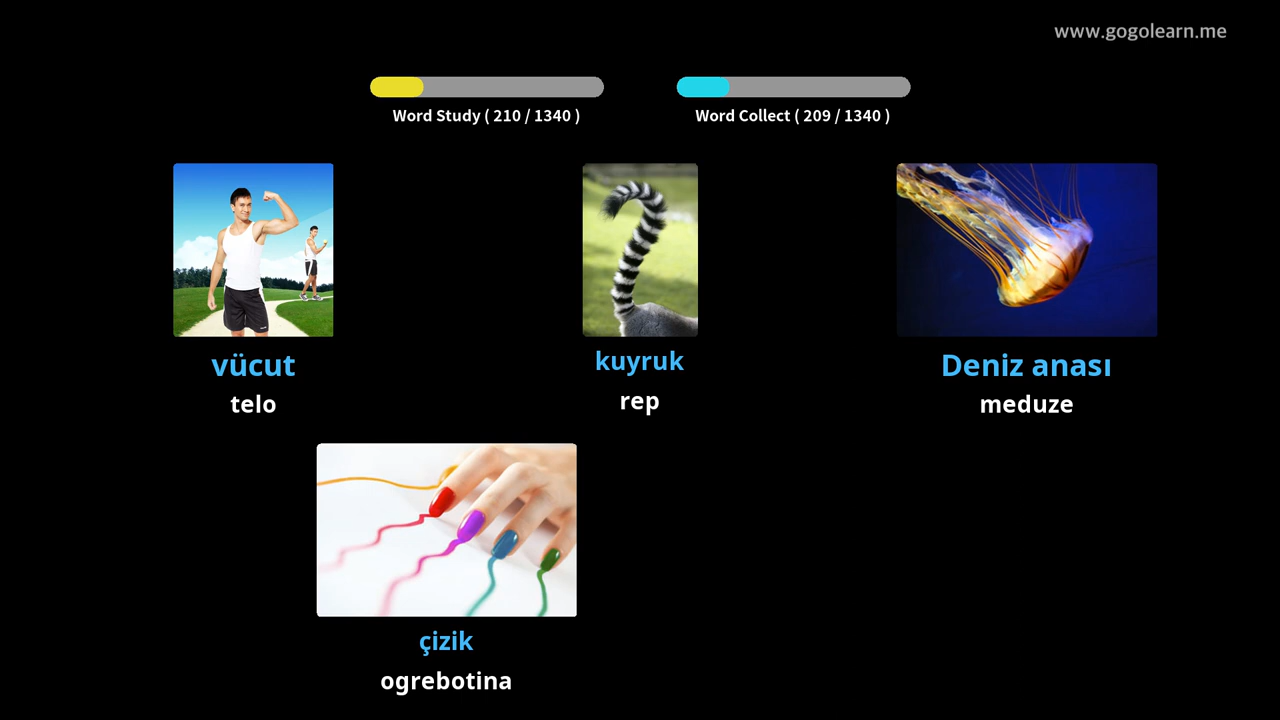 www.gogolearn.me
Word Study ( 210 / 1340 )
Word Collect ( 209 / 1340 )
vücut
telo
kuyruk
rep
Deniz anası
meduze
çizik
ogrebotina